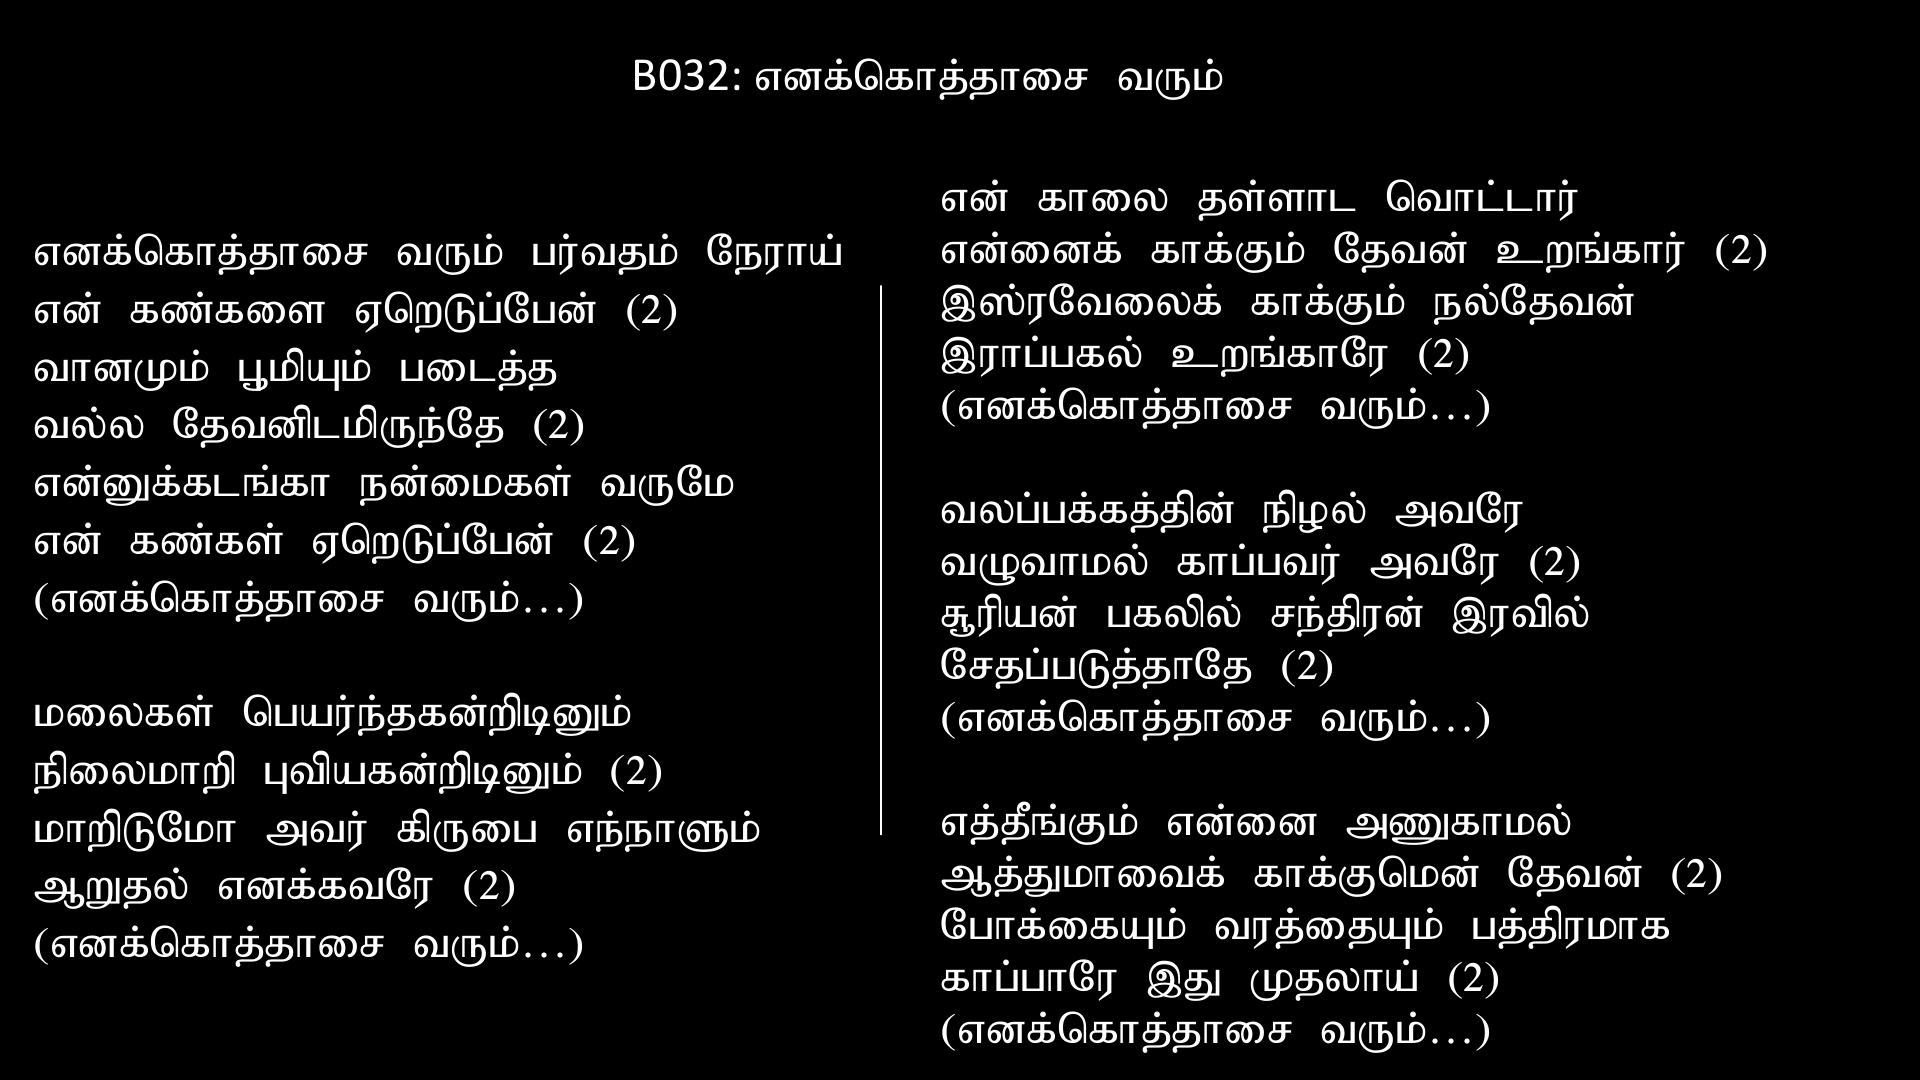 B032: எனக்கொத்தாசை வரும்
எனக்கொத்தாசை வரும் பர்வதம் நேராய்
என் கண்களை ஏறெடுப்பேன் (2)
வானமும் பூமியும் படைத்த
வல்ல தேவனிடமிருந்தே (2)
என்னுக்கடங்கா நன்மைகள் வருமே
என் கண்கள் ஏறெடுப்பேன் (2)
(எனக்கொத்தாசை வரும்...)
மலைகள் பெயர்ந்தகன்றிடினும்
நிலைமாறி புவியகன்றிடினும் (2)
மாறிடுமோ அவர் கிருபை எந்நாளும்
ஆறுதல் எனக்கவரே (2)
(எனக்கொத்தாசை வரும்...)
என் காலை தள்ளாட வொட்டார்
என்னைக் காக்கும் தேவன் உறங்கார் (2)
இஸ்ரவேலைக் காக்கும் நல்தேவன்
இராப்பகல் உறங்காரே (2)
(எனக்கொத்தாசை வரும்...)
வலப்பக்கத்தின் நிழல் அவரே
வழுவாமல் காப்பவர் அவரே (2)
சூரியன் பகலில் சந்திரன் இரவில்
சேதப்படுத்தாதே (2)
(எனக்கொத்தாசை வரும்...)
எத்தீங்கும் என்னை அணுகாமல்
ஆத்துமாவைக் காக்குமென் தேவன் (2)
போக்கையும் வரத்தையும் பத்திரமாக
காப்பாரே இது முதலாய் (2)
(எனக்கொத்தாசை வரும்...)